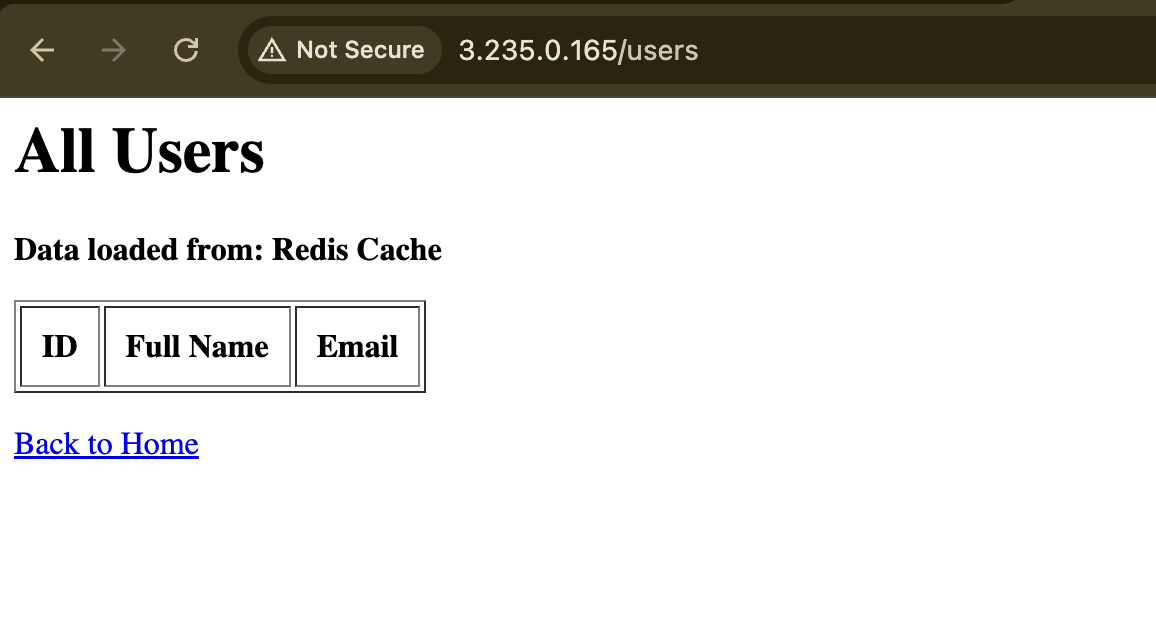 Not Secure 3.235.0.165/users
All Users
Data loaded from: Redis Cache
ID Full Name Email
Back to Home